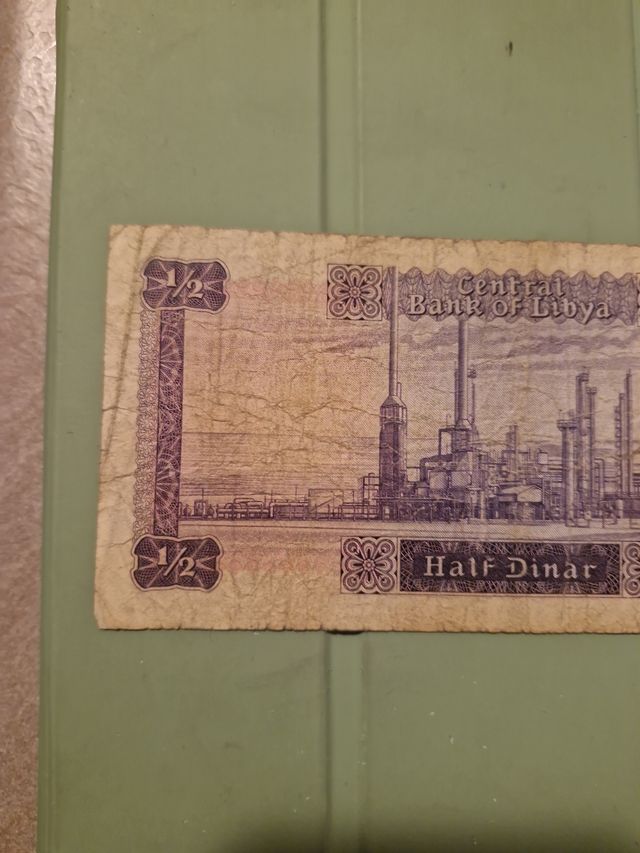 1/2
Central
Bank Of Libya
1/2
Half Dinar